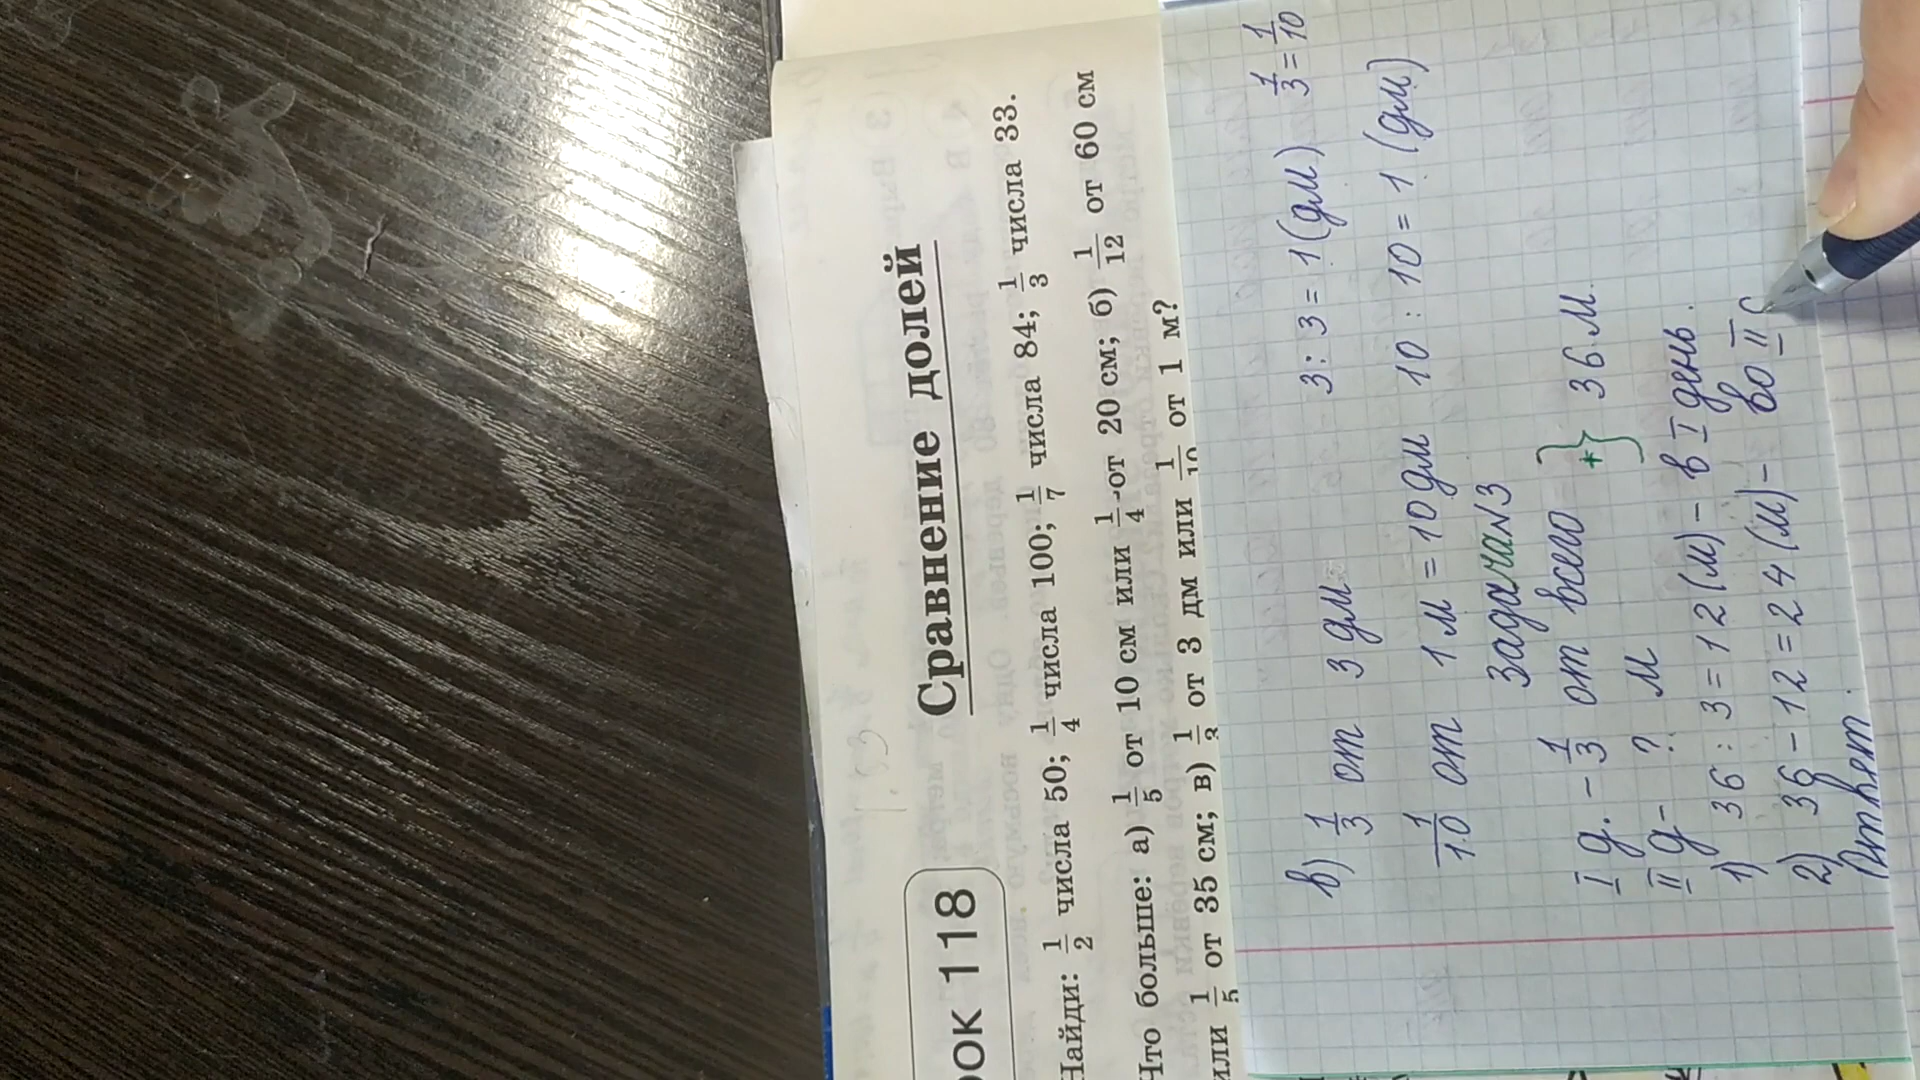 рок 118
Сравнение долей
Найди: 1/2 числа 50; 1/4 числа 100; 1/7 числа 84; 1/3 числа 33.
Что больше: а) 1/5 от 10 см или 1/4 от 20 см; б) 1/12 от 60 см
или 1/5 от 35 см; в) 1/3 от 3 дм или 1/10 от 1 м?
в) 1/3 от 3 дм 3 : 3 = 1 (дм) 1/3 = 1/10
1/10 от 1 м = 10 дм 10 : 10 = 1 (дм)
Задача N3
I д. - 1/3 от всего } + } 36 м.
II д - ? м
1) 36 : 3 = 12 (м) - в I день.
2) 36 - 12 = 24 (м) - во II
Ответ.